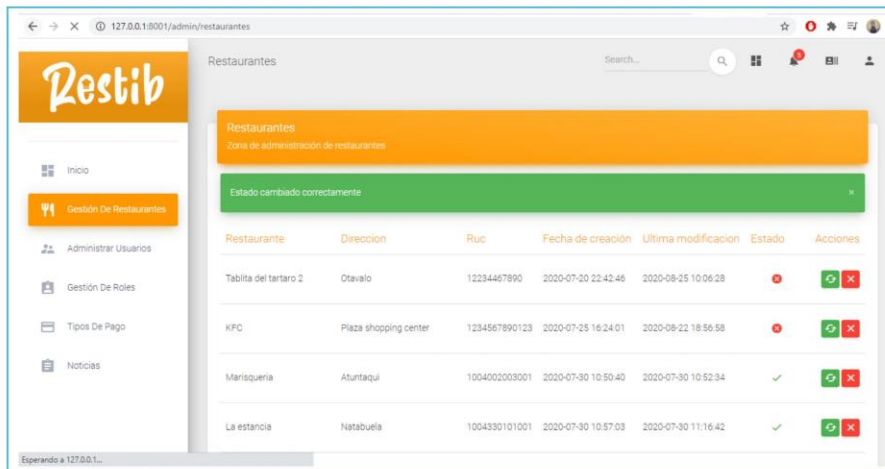 127.0.0.1:8001/admin/restaurantes
Restib
Restaurantes
Search...
5
Inicio
Gestión De Restaurantes
Administrar Usuarios
Gestión De Roles
Tipos De Pago
Noticias
Restaurantes
Zona de administración de restaurantes
Estado cambiado correctamente
Restaurante Direccion Ruc Fecha de creación Ultima modificacion Estado Acciones
Tablita del tartaro 2 Otavalo 12234467890 2020-07-20 22:42:46 2020-08-25 10:06:28
KFC Plaza shopping center 1234567890123 2020-07-25 16:24:01 2020-08-22 18:56:58
Marisqueria Atuntaqui 1004002003001 2020-07-30 10:50:40 2020-07-30 10:52:34
La estancia Natabuela 1004330101001 2020-07-30 10:57:03 2020-07-30 11:16:42
Esperando a 127.0.0.1...